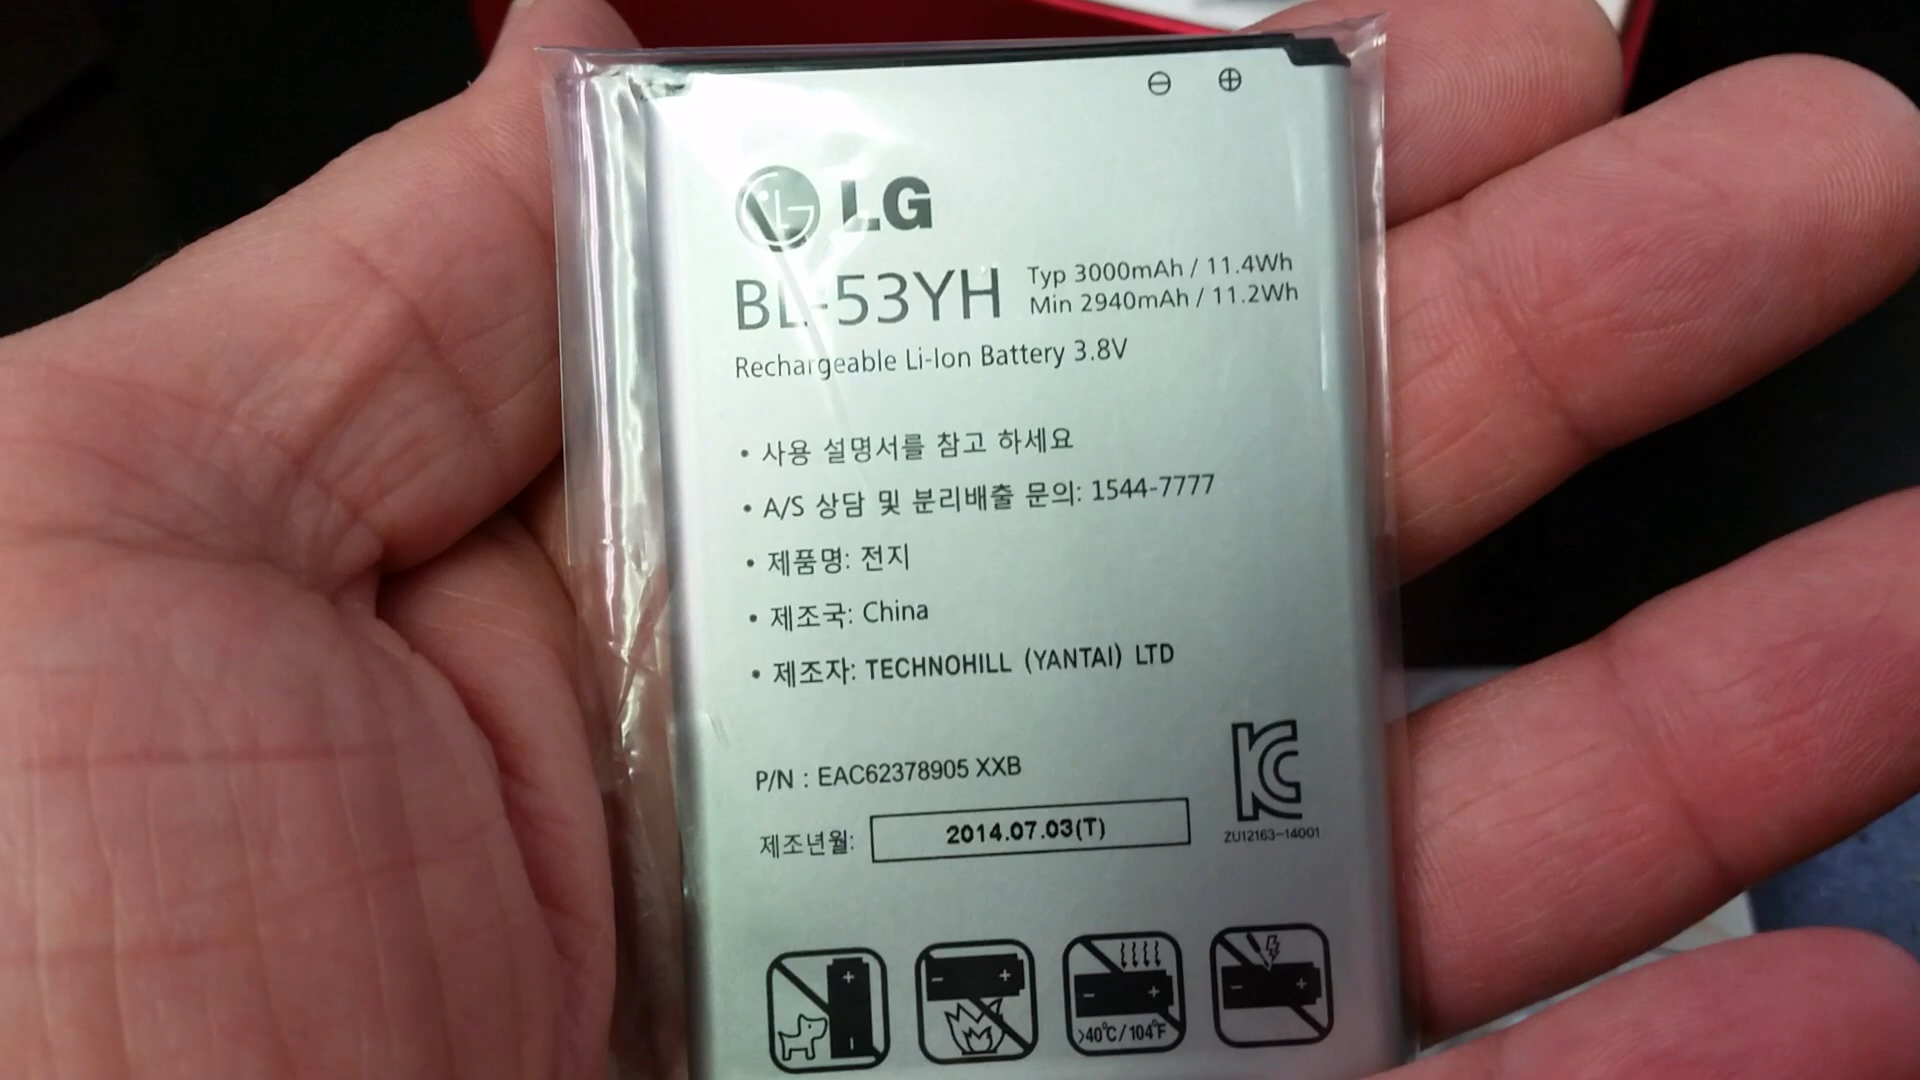 ⊖ ⊕
LG
BL-53YH
Typ 3000mAh / 11.4Wh
Min 2940mAh / 11.2Wh
Rechargeable Li-Ion Battery 3.8V
• 사용 설명서를 참고 하세요
• A/S 상담 및 분리배출 문의: 1544-7777
• 제품명: 전지
• 제조국: China
• 제조자: TECHNOHILL (YANTAI) LTD
P/N : EAC62378905 XXB
제조년월: 2014.07.03(T)
ZU12163-14001
>40℃/104℉